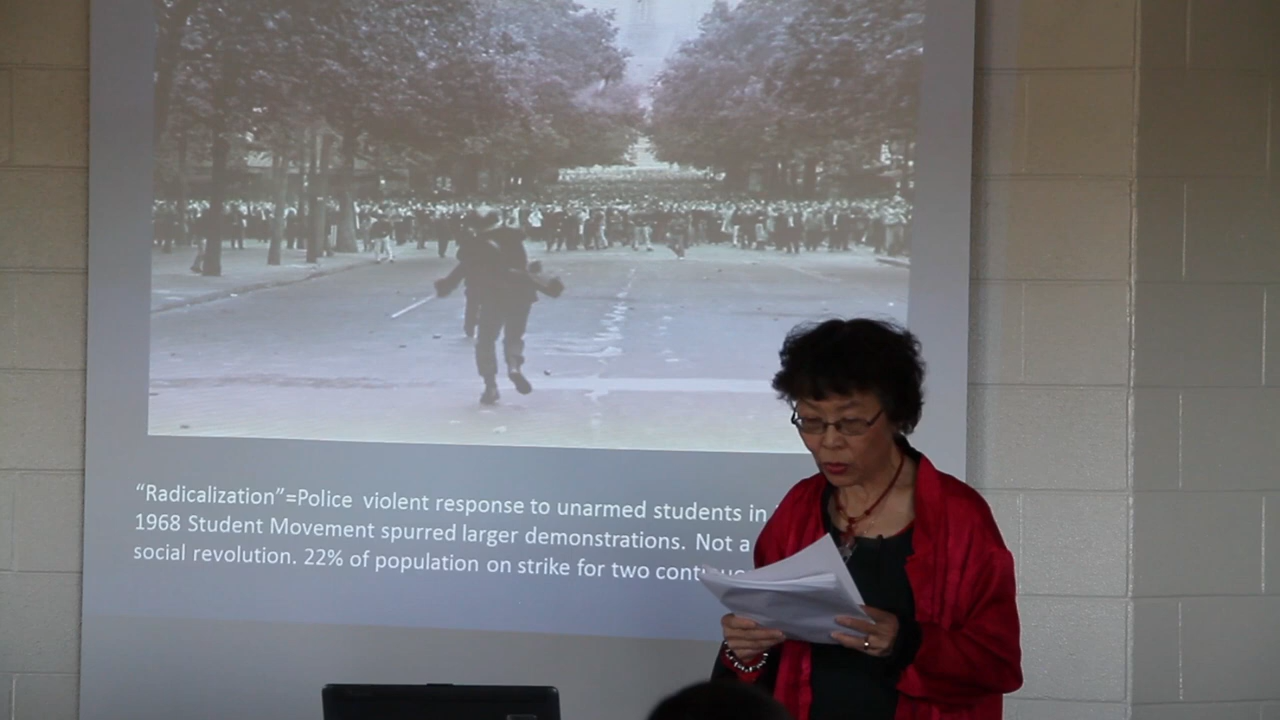 “Radicalization”=Police violent response to unarmed students in
1968 Student Movement spurred larger demonstrations. Not a
social revolution. 22% of population on strike for two